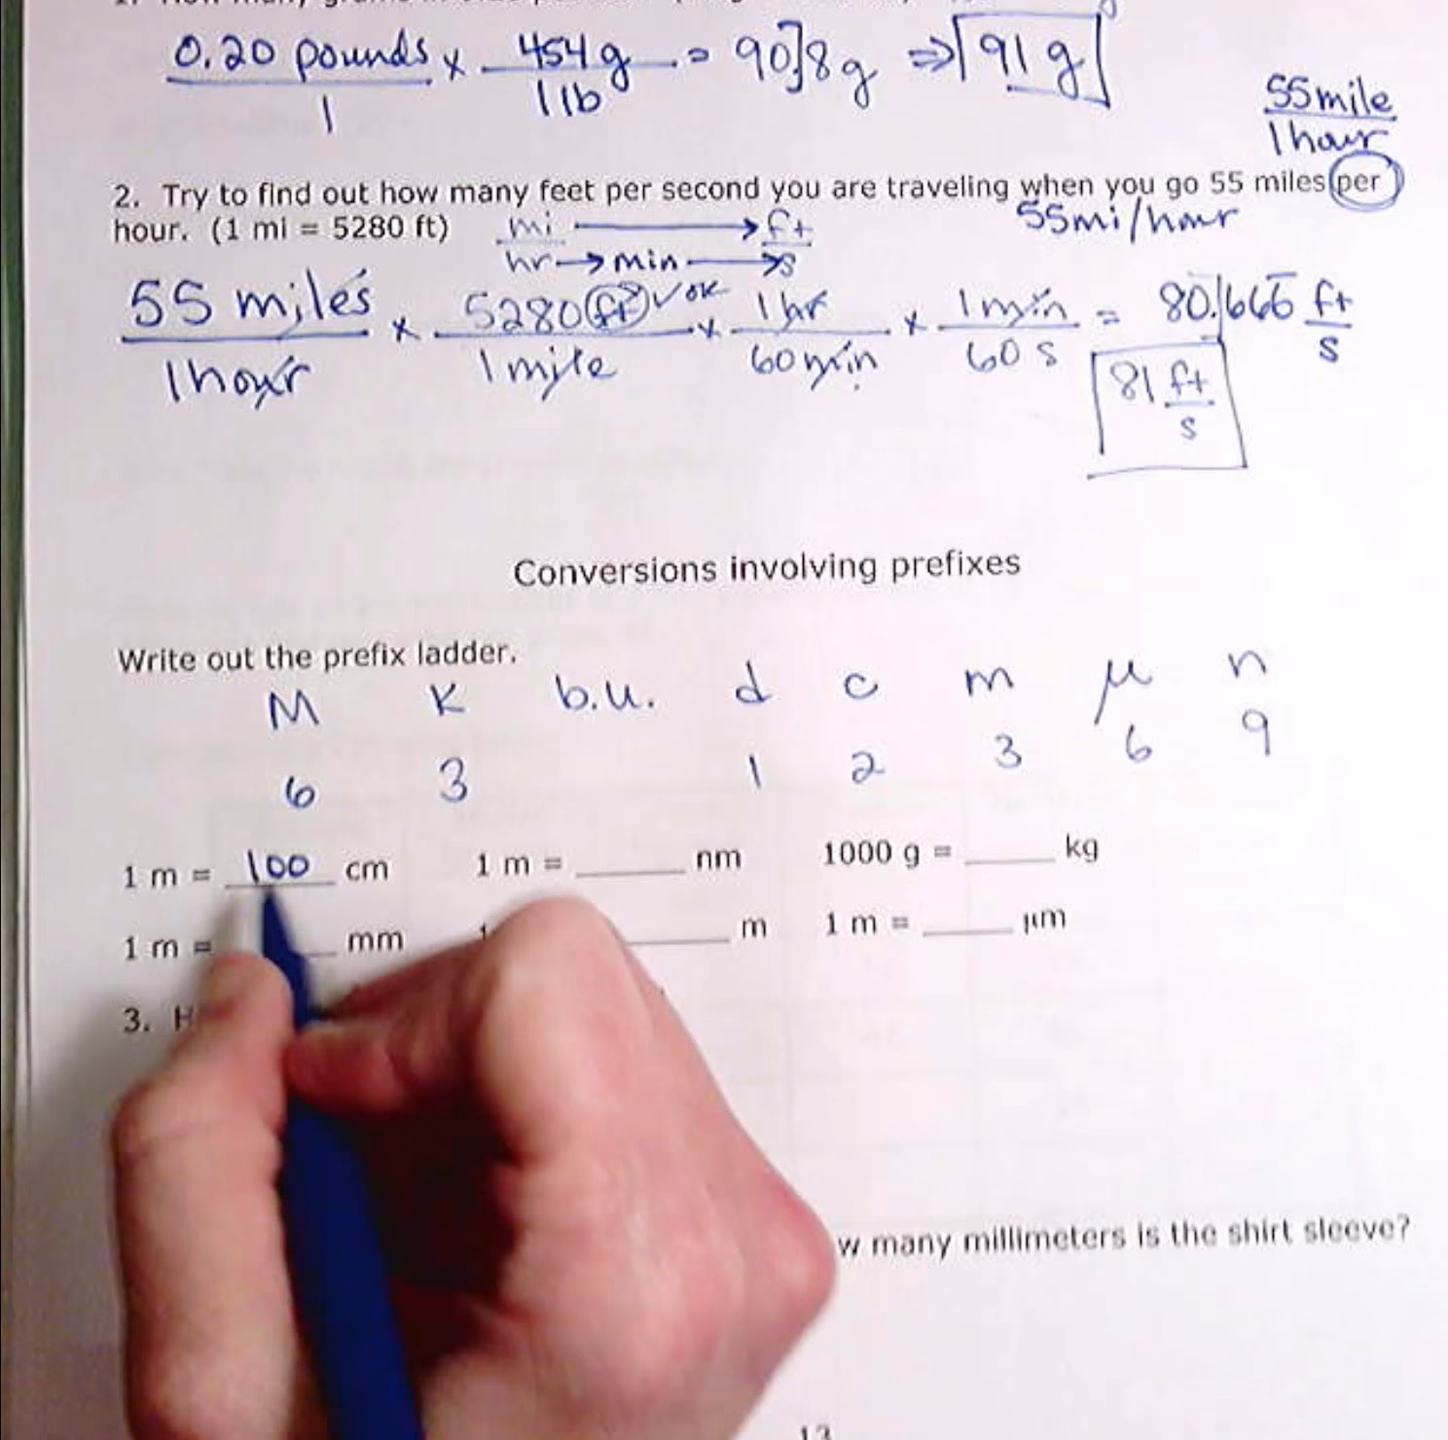 0.20 pounds x 454 g = 90.8 g ⇒ 91 g
1 1 lb
55 mile
1 hour
2. Try to find out how many feet per second you are traveling when you go 55 miles per
hour. (1 mi = 5280 ft) mi → ft 55 mi/hour
hr → min → s
55 miles x 5280 ft ✓ OK x 1 hr x 1 min = 80.666 ft
1 hour 1 mile 60 min 60 s s
81 ft
s
Conversions involving prefixes
Write out the prefix ladder.
M K b.u. d c m μ n
6 3 1 2 3 6 9
1 m = 100 cm 1 m = ______ nm 1000 g = _____ kg
1 m = mm ______ m 1 m = _____ μm
3.
many millimeters is the shirt sleeve?